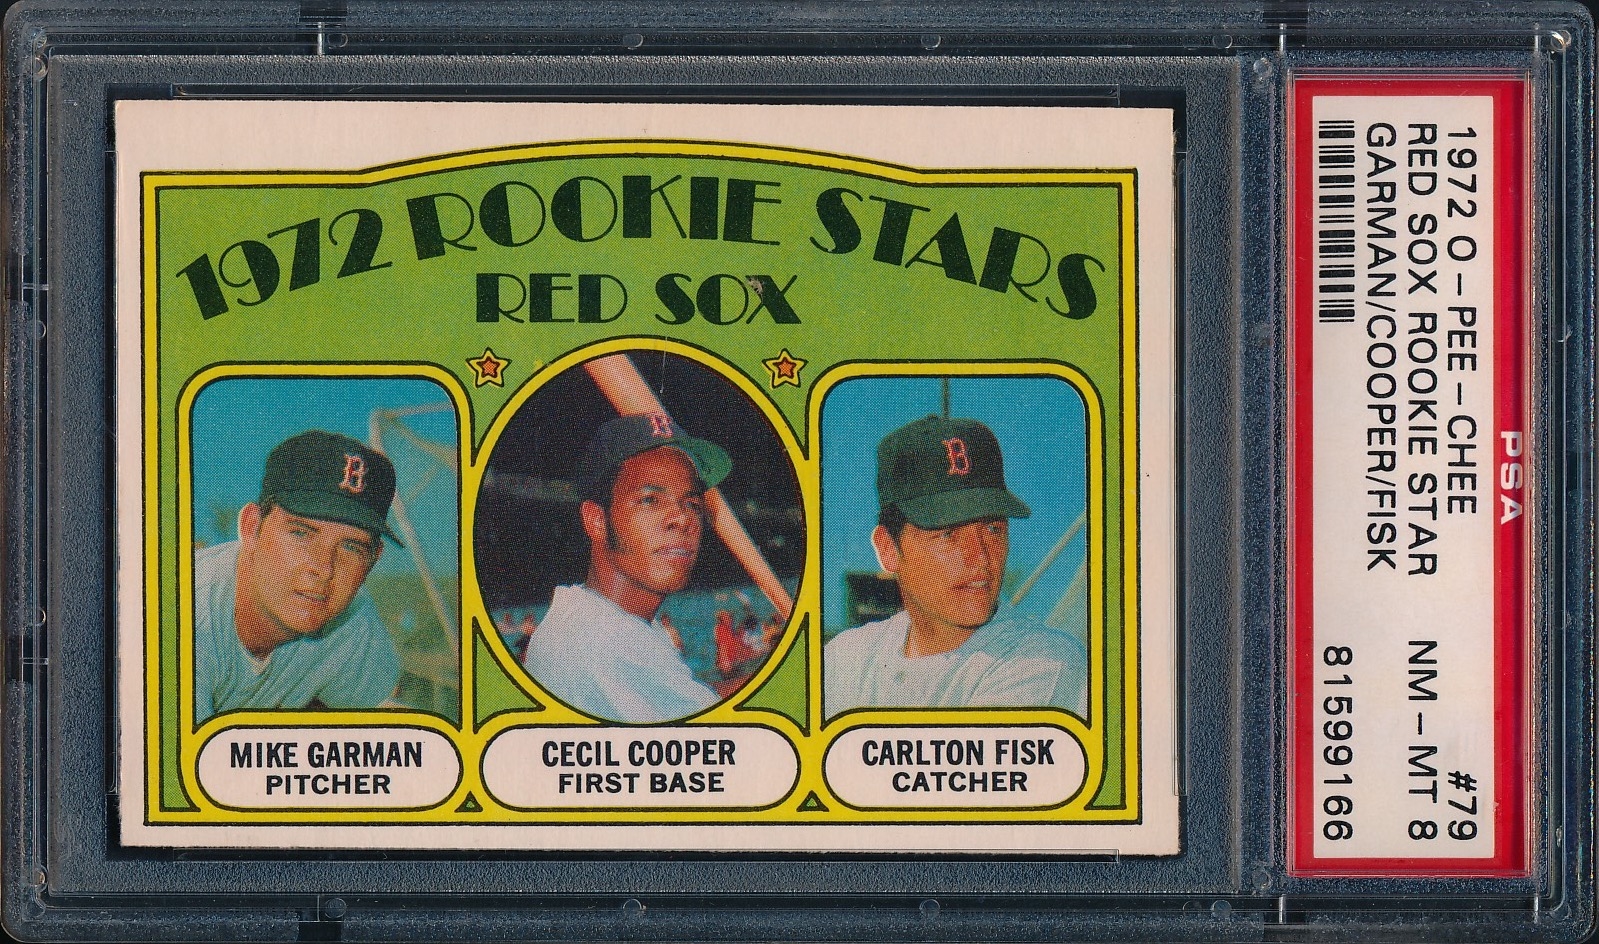 1972 ROOKIE STARS
RED SOX
B
B
B
MIKE GARMAN
PITCHER
CECIL COOPER
FIRST BASE
CARLTON FISK
CATCHER
PSA
1972 O-PEE-CHEE #79
RED SOX ROOKIE STAR NM-MT 8
GARMAN/COOPER/FISK
81599166